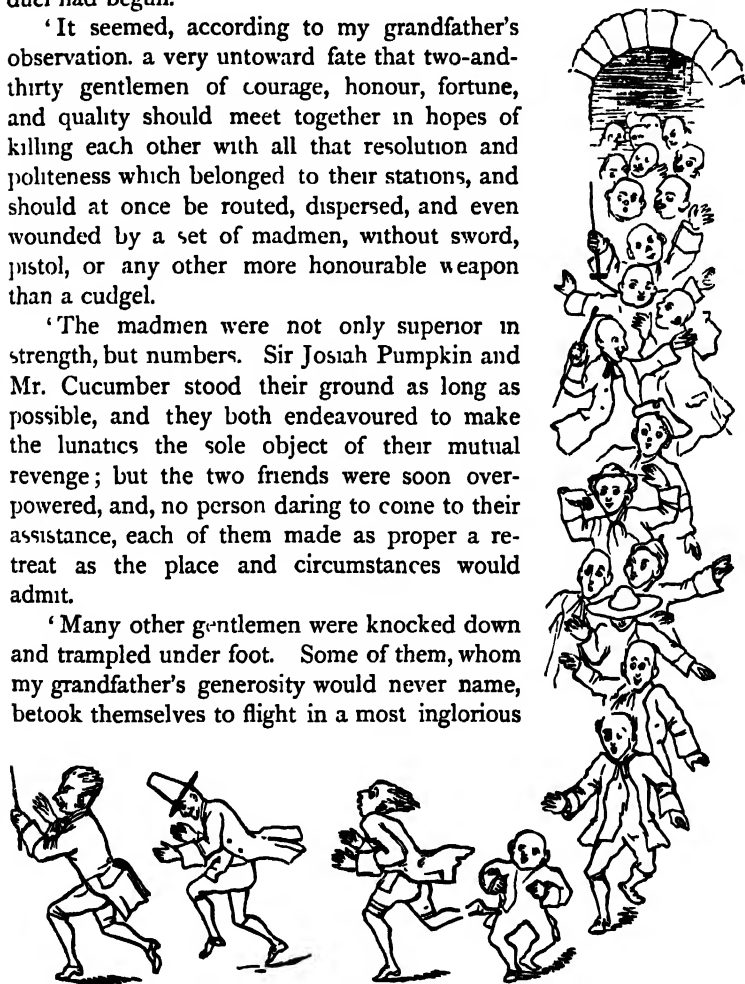 duel had begun.
‘It seemed, according to my grandfather’s
observation. a very untoward fate that two-and-
thirty gentlemen of courage, honour, fortune,
and quality should meet together in hopes of
killing each other with all that resolution and
politeness which belonged to their stations, and
should at once be routed, dispersed, and even
wounded by a set of madmen, without sword,
pistol, or any other more honourable weapon
than a cudgel.
‘The madmen were not only superior in
strength, but numbers. Sir Josiah Pumpkin and
Mr. Cucumber stood their ground as long as
possible, and they both endeavoured to make
the lunatics the sole object of their mutual
revenge; but the two friends were soon over-
powered, and, no person daring to come to their
assistance, each of them made as proper a re-
treat as the place and circumstances would
admit.
‘Many other gentlemen were knocked down
and trampled under foot. Some of them, whom
my grandfather’s generosity would never name,
betook themselves to flight in a most inglorious